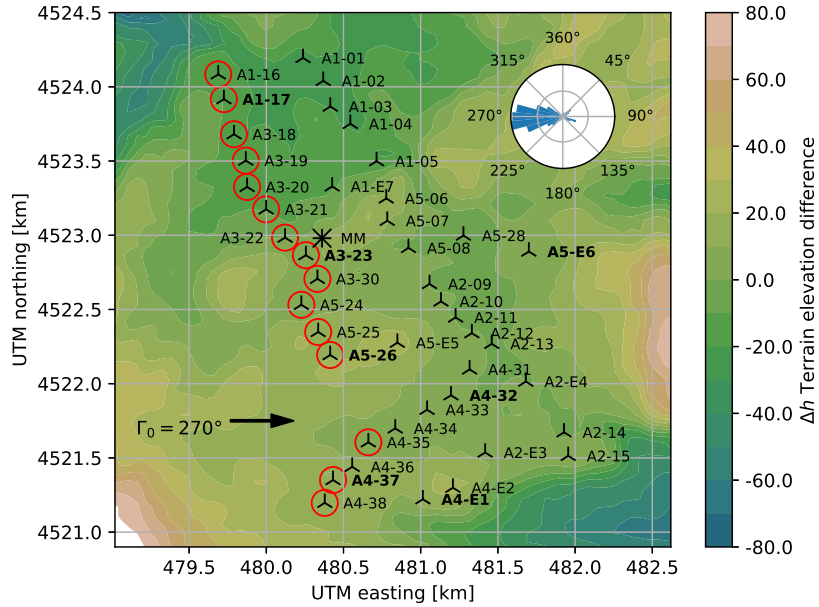 4524.5
4524.0
4523.5
4523.0
4522.5
4522.0
4521.5
4521.0
UTM northing [km]
479.5
480.0
480.5
481.0
481.5
482.0
482.5
UTM easting [km]
A1-01
A1-16
A1-02
A1-17
A1-03
A1-04
A3-18
A3-19
A1-05
A3-20
A1-E7
A5-06
A3-21
A5-07
A3-22
MM
A5-08
A5-28
A3-23
A5-E6
A3-30
A2-09
A5-24
A2-10
A2-11
A5-25
A2-12
A5-E5
A2-13
A5-26
A4-31
A2-E4
A4-32
A4-33
Γ0 = 270°
A4-34
A2-14
A4-35
A2-E3
A2-15
A4-36
A4-37
A4-E2
A4-38
A4-E1
360°
315°
45°
270°
90°
225°
135°
180°
80.0
60.0
40.0
20.0
0.0
-20.0
-40.0
-60.0
-80.0
Δh Terrain elevation difference